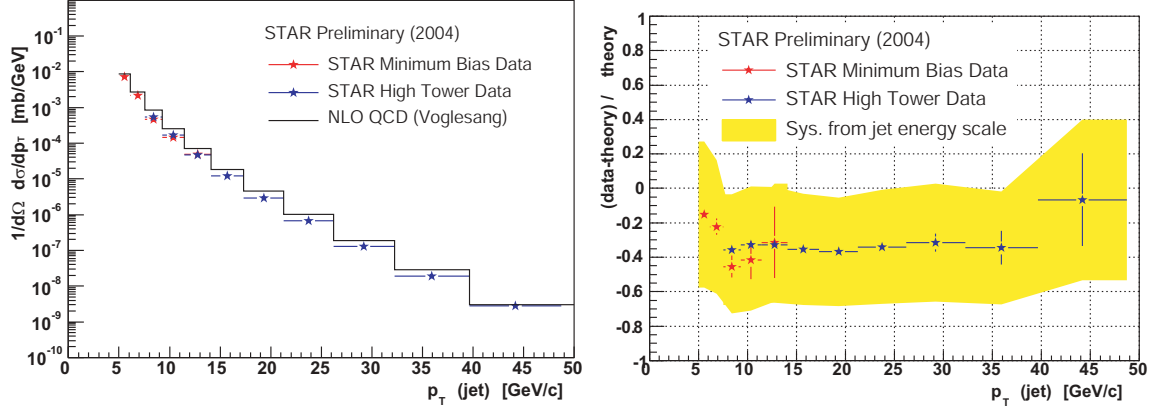 1/dΩ dσ/dpT [mb/GeV]
10⁻¹
10⁻²
10⁻³
10⁻⁴
10⁻⁵
10⁻⁶
10⁻⁷
10⁻⁸
10⁻⁹
10⁻¹⁰
STAR Preliminary (2004)
STAR Minimum Bias Data
STAR High Tower Data
NLO QCD (Voglesang)
0 5 10 15 20 25 30 35 40 45 50
pT (jet) [GeV/c]
(data-theory) / theory
1
0.8
0.6
0.4
0.2
0
-0.2
-0.4
-0.6
-0.8
-1
STAR Preliminary (2004)
STAR Minimum Bias Data
STAR High Tower Data
Sys. from jet energy scale
0 5 10 15 20 25 30 35 40 45 50
pT (jet) [GeV/c]